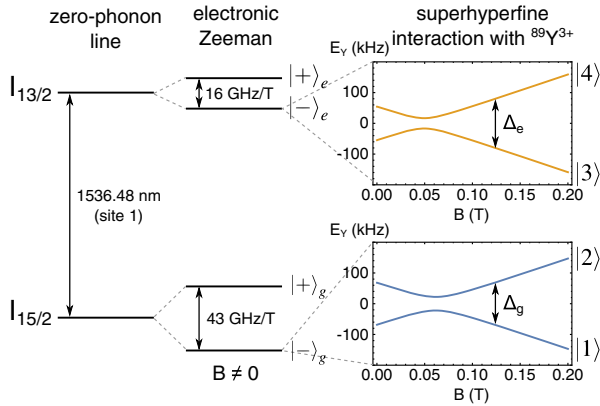 zero-phonon
line
electronic
Zeeman
superhyperfine
interaction with ⁸⁹Y³⁺
I₁₃/₂
|+⟩ₑ
16 GHz/T
|−⟩ₑ
1536.48 nm
(site 1)
I₁₅/₂
|+⟩g
43 GHz/T
|−⟩g
B ≠ 0
E_Y (kHz)
100
0
-100
0.00 0.05 0.10 0.15 0.20
B (T)
Δₑ
|4⟩
|3⟩
E_Y (kHz)
100
0
-100
0.00 0.05 0.10 0.15 0.20
B (T)
Δg
|2⟩
|1⟩